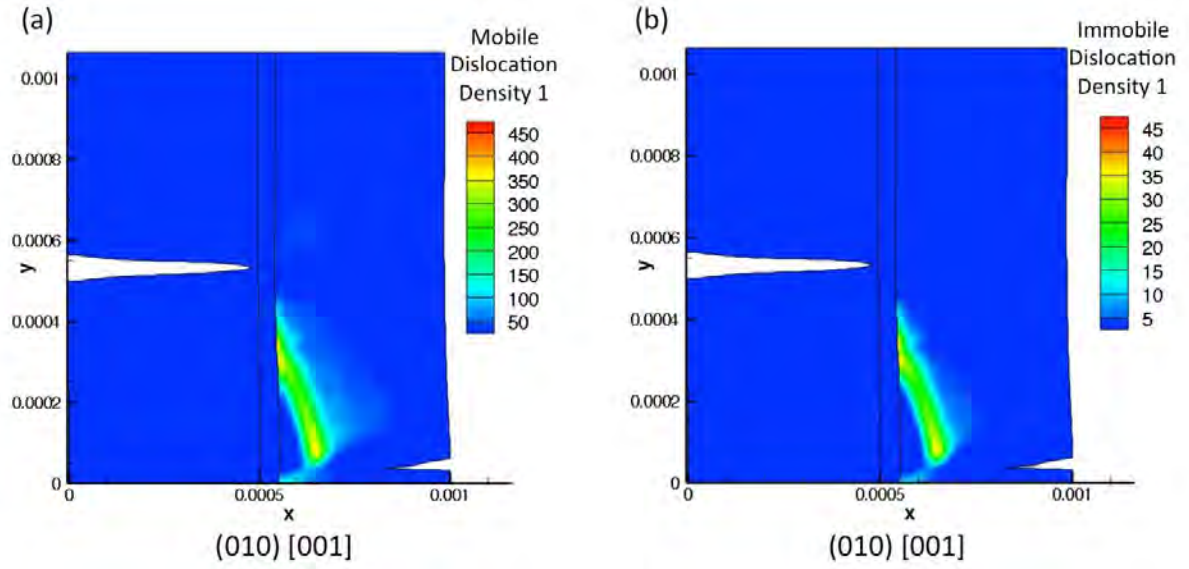 (a)
Mobile
Dislocation
Density 1
450
400
350
300
250
200
150
100
50
0.001
0.0008
0.0006
y
0.0004
0.0002
0
0 0.0005 0.001
x
(010) [001]
(b)
Immobile
Dislocation
Density 1
45
40
35
30
25
20
15
10
5
0.001
0.0008
0.0006
y
0.0004
0.0002
0
0 0.0005 0.001
x
(010) [001]